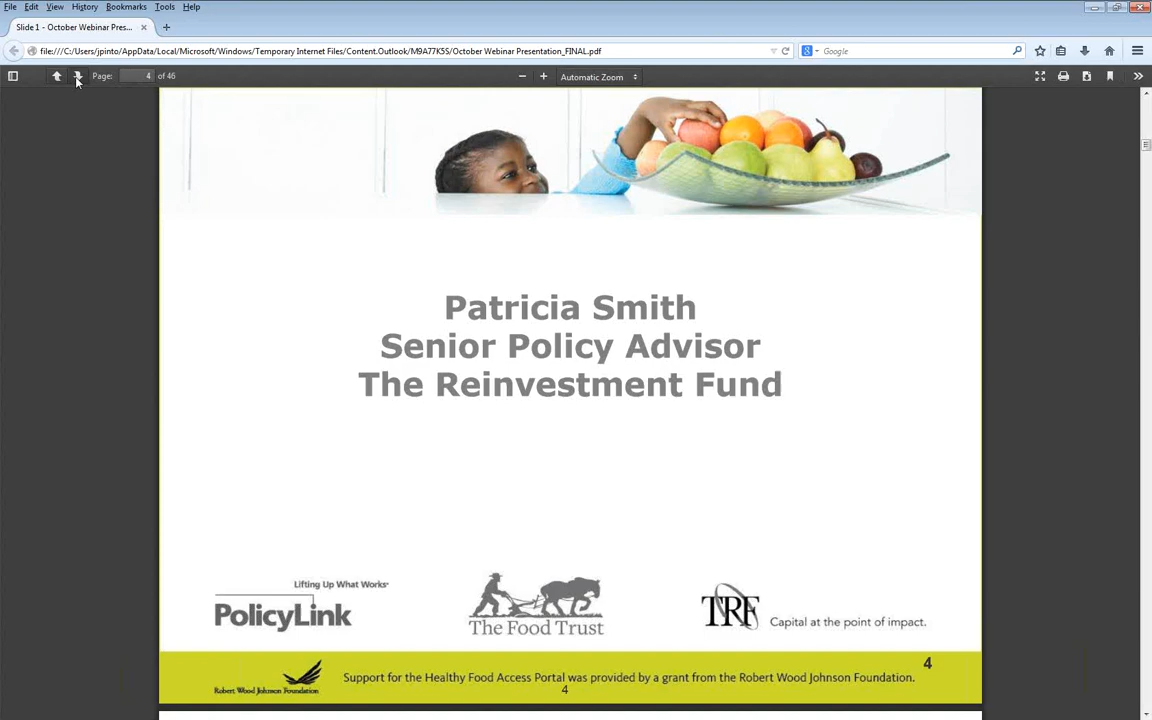 File Edit View History Bookmarks Tools Help
Slide 1 - October Webinar Pres...
file:///C:/Users/jpinto/AppData/Local/Microsoft/Windows/Temporary Internet Files/Content.Outlook/M9A77K5S/October Webinar Presentation_FINAL.pdf
Google
Page: 4 of 46
Automatic Zoom
Patricia Smith
Senior Policy Advisor
The Reinvestment Fund
Lifting Up What Works®
PolicyLink
The Food Trust
TRF Capital at the point of impact.
4
Robert Wood Johnson Foundation
Support for the Healthy Food Access Portal was provided by a grant from the Robert Wood Johnson Foundation.
4